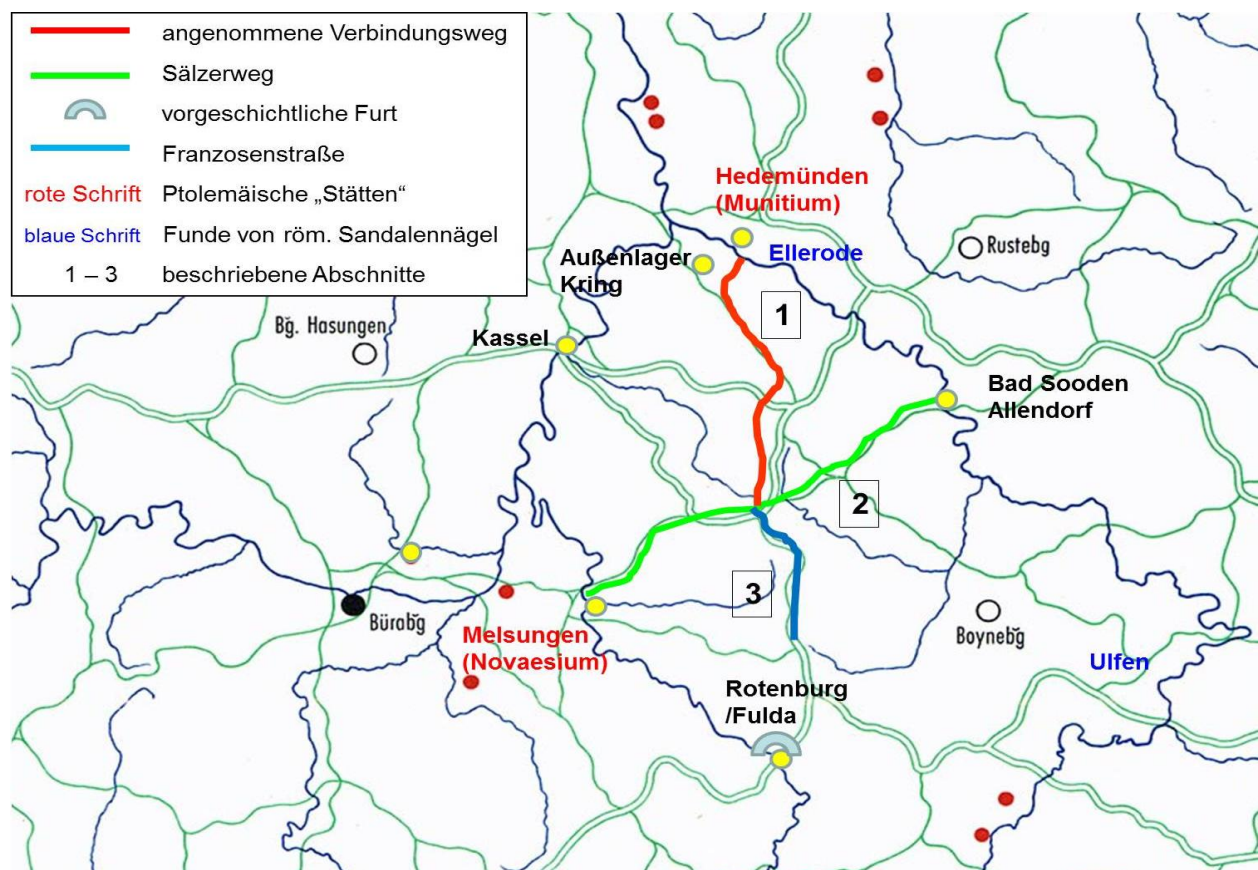 angenommene Verbindungsweg
Sälzerweg
vorgeschichtliche Furt
Franzosenstraße
rote Schrift Ptolemäische „Stätten“
blaue Schrift Funde von röm. Sandalennägel
1 – 3 beschriebene Abschnitte
Hedemünden
(Munitium)
Ellerode
Rustebg
Außenlager
Kring
1
Bg. Hasungen
Kassel
Bad Sooden
Allendorf
2
3
Bürabg
Melsungen
(Novaesium)
Boynebg
Ulfen
Rotenburg
/Fulda